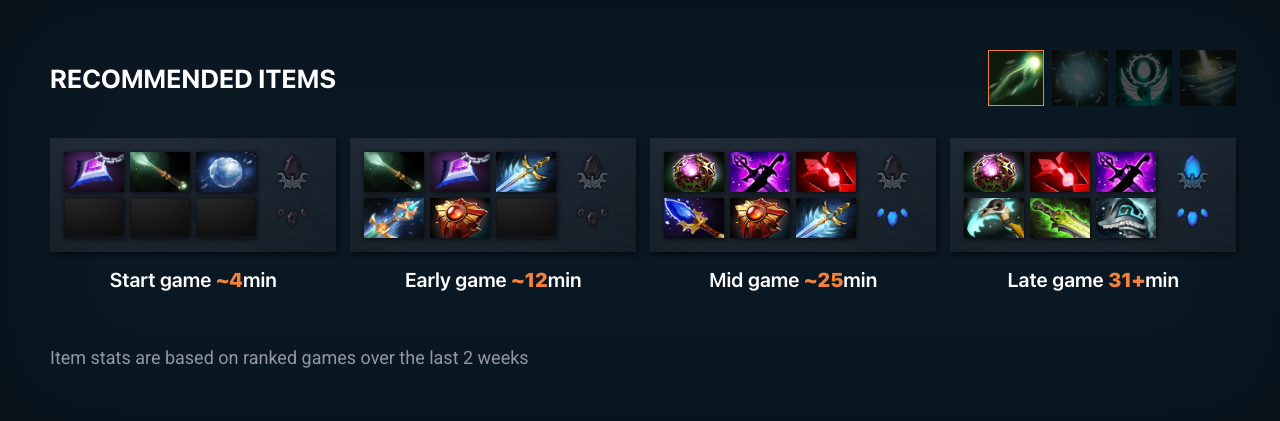 RECOMMENDED ITEMS
Start game ~4min
Early game ~12min
Mid game ~25min
Late game 31+min
Item stats are based on ranked games over the last 2 weeks